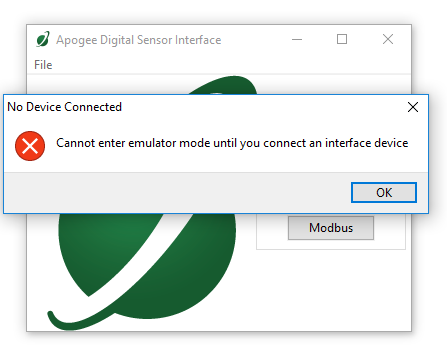 Apogee Digital Sensor Interface
File
No Device Connected
Cannot enter emulator mode until you connect an interface device
OK
Modbus